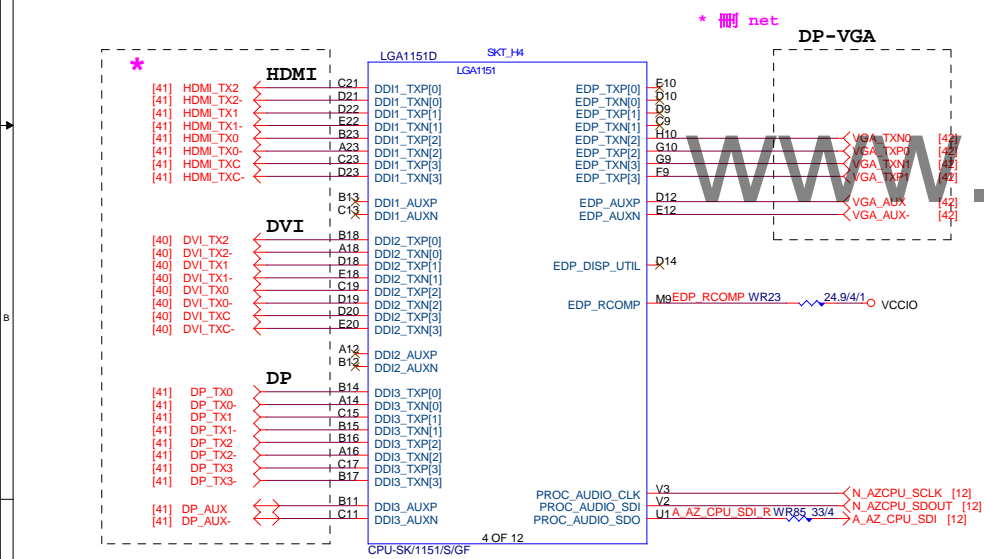 * 刪 net
DP-VGA
LGA1151D SKT_H4
LGA1151
*
HDMI
[41] HDMI_TX2 C21 DDI1_TXP[0] EDP_TXP[0] E10
[41] HDMI_TX2- D21 DDI1_TXN[0] EDP_TXN[0] D10
[41] HDMI_TX1 D22 DDI1_TXP[1] EDP_TXP[1] D9
[41] HDMI_TX1- E22 DDI1_TXN[1] EDP_TXN[1] C9
[41] HDMI_TX0 B23 DDI1_TXP[2] EDP_TXN[2] H10 VGA_TXN0 [42]
[41] HDMI_TX0- A23 DDI1_TXN[2] EDP_TXP[2] G10 VGA_TXP0 [42]
[41] HDMI_TXC C23 DDI1_TXP[3] EDP_TXN[3] G9 VGA_TXN1 [42]
[41] HDMI_TXC- D23 DDI1_TXN[3] EDP_TXP[3] F9 VGA_TXP1 [42]
www.
B13 DDI1_AUXP EDP_AUXP D12 VGA_AUX [42]
C13 DDI1_AUXN EDP_AUXN E12 VGA_AUX- [42]
DVI
[40] DVI_TX2 B18 DDI2_TXP[0]
[40] DVI_TX2- A18 DDI2_TXN[0]
[40] DVI_TX1 D18 DDI2_TXP[1] EDP_DISP_UTIL D14
[40] DVI_TX1- E18 DDI2_TXN[1]
[40] DVI_TX0 C19 DDI2_TXP[2]
[40] DVI_TX0- D19 DDI2_TXN[2] EDP_RCOMP M9 EDP_RCOMP WR23 24.9/4/1 VCCIO
[40] DVI_TXC D20 DDI2_TXP[3]
[40] DVI_TXC- E20 DDI2_TXN[3]
B
A12 DDI2_AUXP
B12 DDI2_AUXN
DP
[41] DP_TX0 B14 DDI3_TXP[0]
[41] DP_TX0- A14 DDI3_TXN[0]
[41] DP_TX1 C15 DDI3_TXP[1]
[41] DP_TX1- B15 DDI3_TXN[1]
[41] DP_TX2 B16 DDI3_TXP[2]
[41] DP_TX2- A16 DDI3_TXN[2]
[41] DP_TX3 C17 DDI3_TXP[3]
[41] DP_TX3- B17 DDI3_TXN[3]
PROC_AUDIO_CLK V3 N_AZCPU_SCLK [12]
[41] DP_AUX B11 DDI3_AUXP PROC_AUDIO_SDI V2 N_AZCPU_SDOUT [12]
[41] DP_AUX- C11 DDI3_AUXN PROC_AUDIO_SDO U1 A_AZ_CPU_SDI_R WR85 33/4 A_AZ_CPU_SDI [12]
4 OF 12
CPU-SK/1151/S/GF